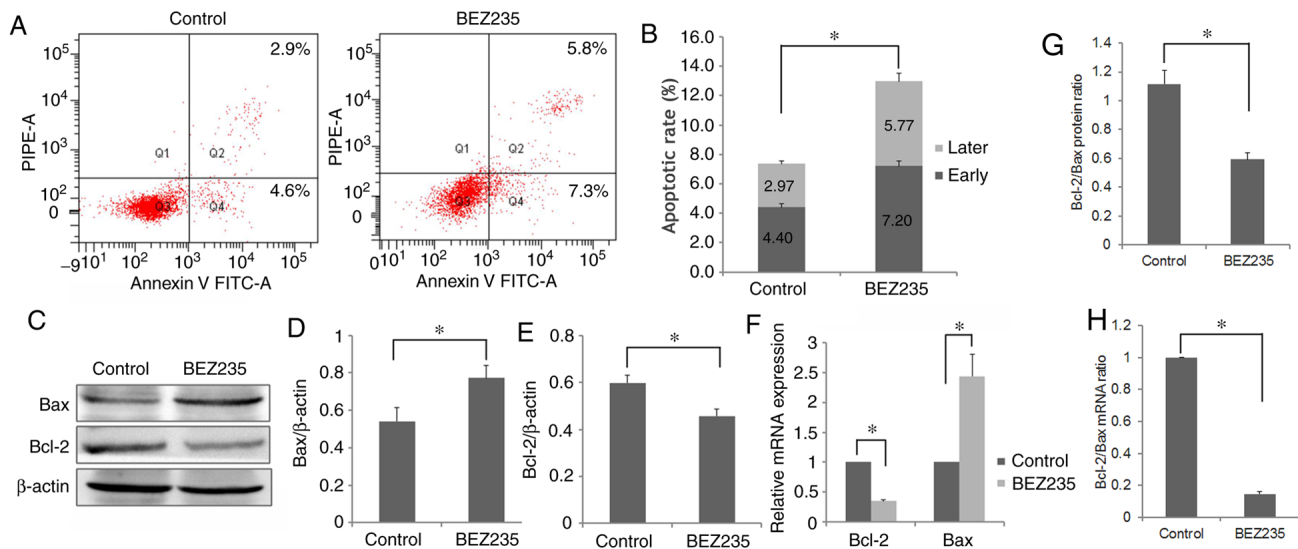 A
Control
BEZ235
PIPE-A
10⁵
10⁴
10³
10²
0
2.9%
4.6%
Q1
Q2
Q3
Q4
–9 10¹ 10² 10³ 10⁴ 10⁵
Annexin V FITC-A
PIPE-A
10⁵
10⁴
10³
10²
0
5.8%
7.3%
Q1
Q2
Q3
Q4
0 10¹ 10² 10³ 10⁴ 10⁵
Annexin V FITC-A
B
Apoptotic rate (%)
16.0
14.0
12.0
10.0
8.0
6.0
4.0
2.0
0.0
*
2.97
4.40
5.77
7.20
Later
Early
Control
BEZ235
G
Bcl-2/Bax protein ratio
1.4
1.2
1
0.8
0.6
0.4
0.2
0
*
Control
BEZ235
C
Control
BEZ235
Bax
Bcl-2
β-actin
D
Bax/β-actin
1
0.8
0.6
0.4
0.2
0
*
Control
BEZ235
E
Bcl-2/β-actin
0.8
0.6
0.4
0.2
0
*
Control
BEZ235
F
Relative mRNA expression
3
2.5
2
1.5
1
0.5
0
*
*
Control
BEZ235
Bcl-2
Bax
H
Bcl-2/Bax mRNA ratio
1.2
1
0.8
0.6
0.4
0.2
0
*
Control
BEZ235